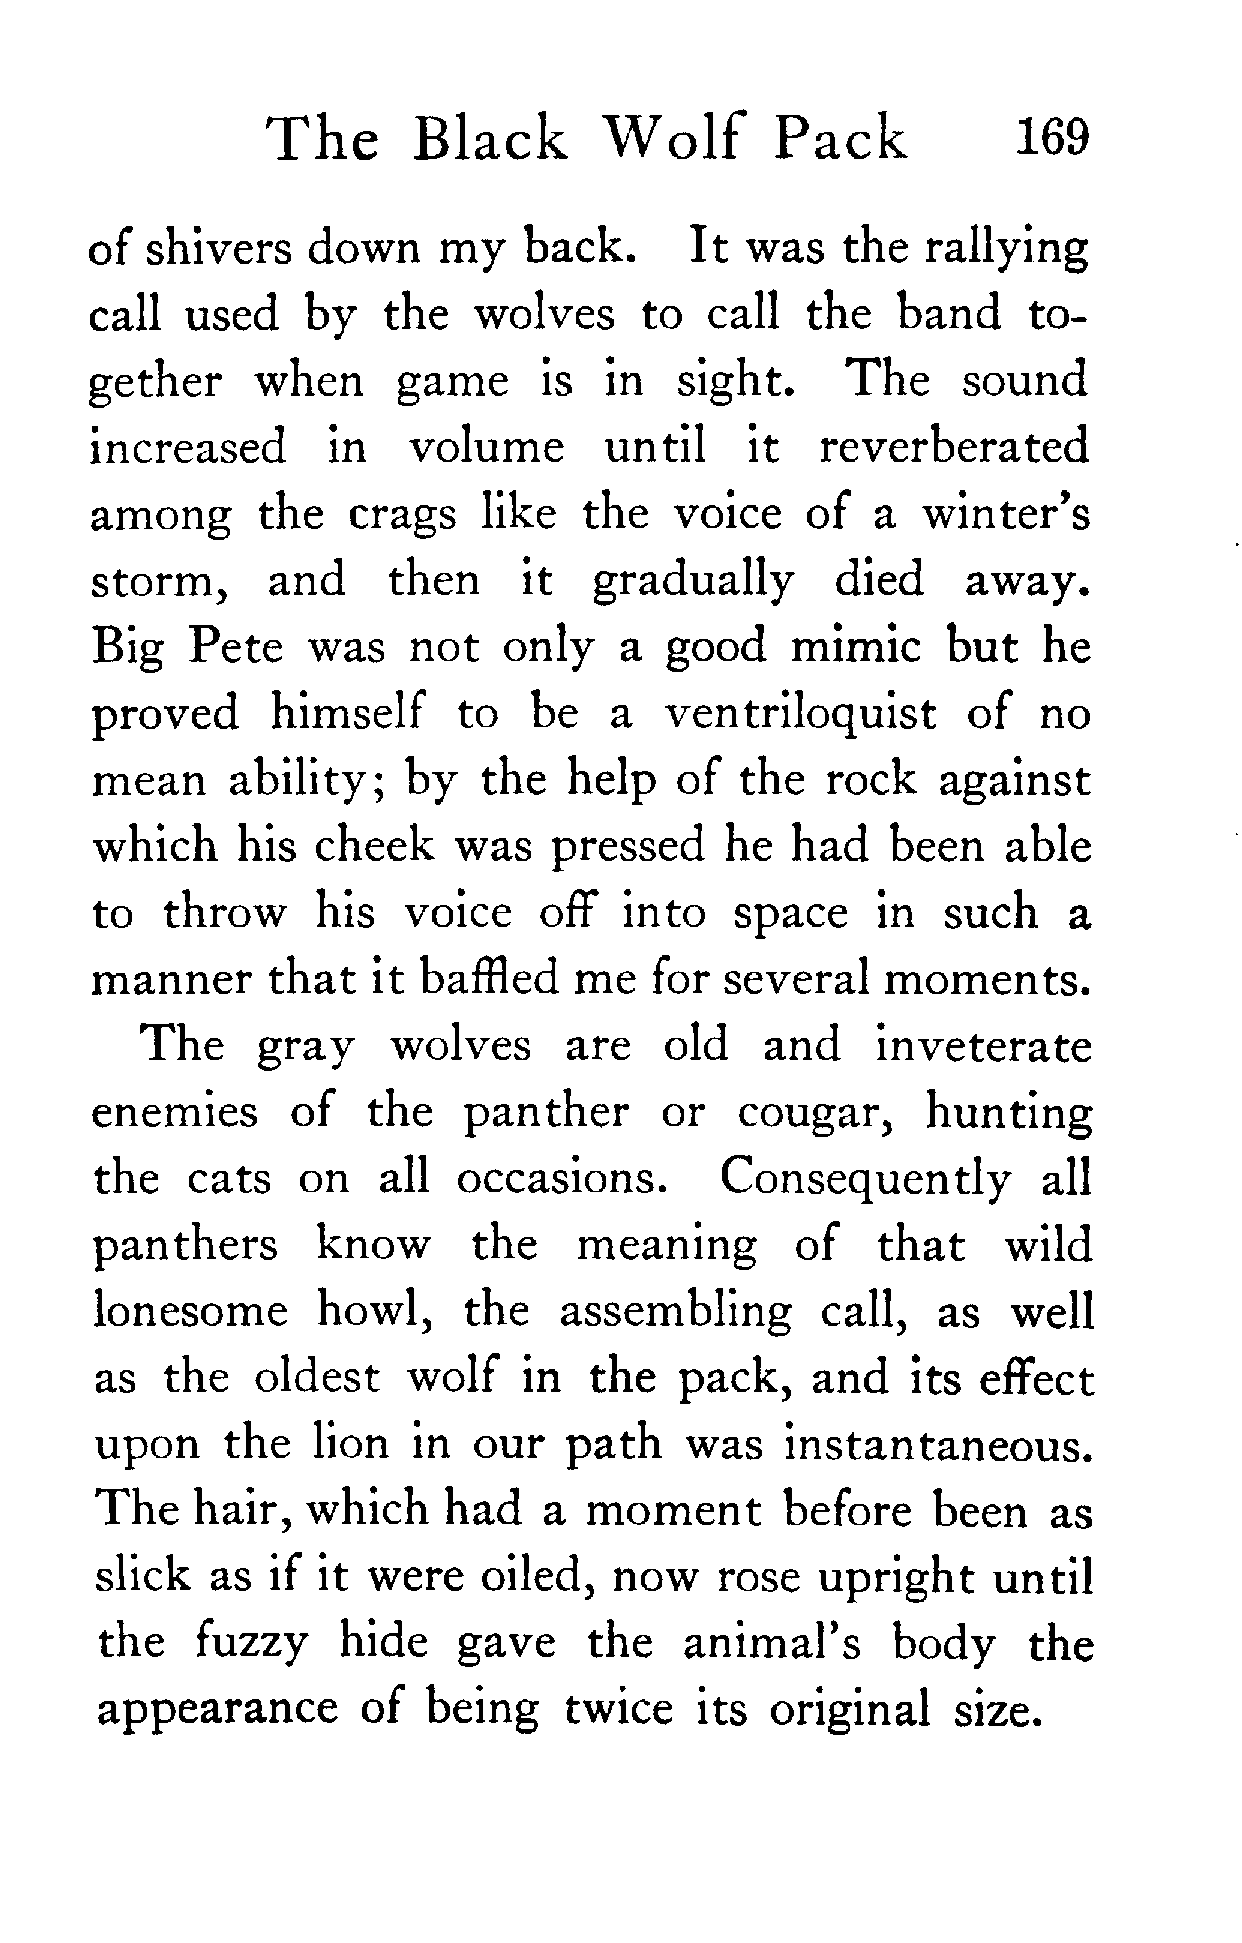 The Black Wolf Pack 169
of shivers down my back. It was the rallying
call used by the wolves to call the band to-
gether when game is in sight. The sound
increased in volume until it reverberated
among the crags like the voice of a winter's
storm, and then it gradually died away.
Big Pete was not only a good mimic but he
proved himself to be a ventriloquist of no
mean ability; by the help of the rock against
which his cheek was pressed he had been able
to throw his voice off into space in such a
manner that it baffled me for several moments.
The gray wolves are old and inveterate
enemies of the panther or cougar, hunting
the cats on all occasions. Consequently all
panthers know the meaning of that wild
lonesome howl, the assembling call, as well
as the oldest wolf in the pack, and its effect
upon the lion in our path was instantaneous.
The hair, which had a moment before been as
slick as if it were oiled, now rose upright until
the fuzzy hide gave the animal's body the
appearance of being twice its original size.